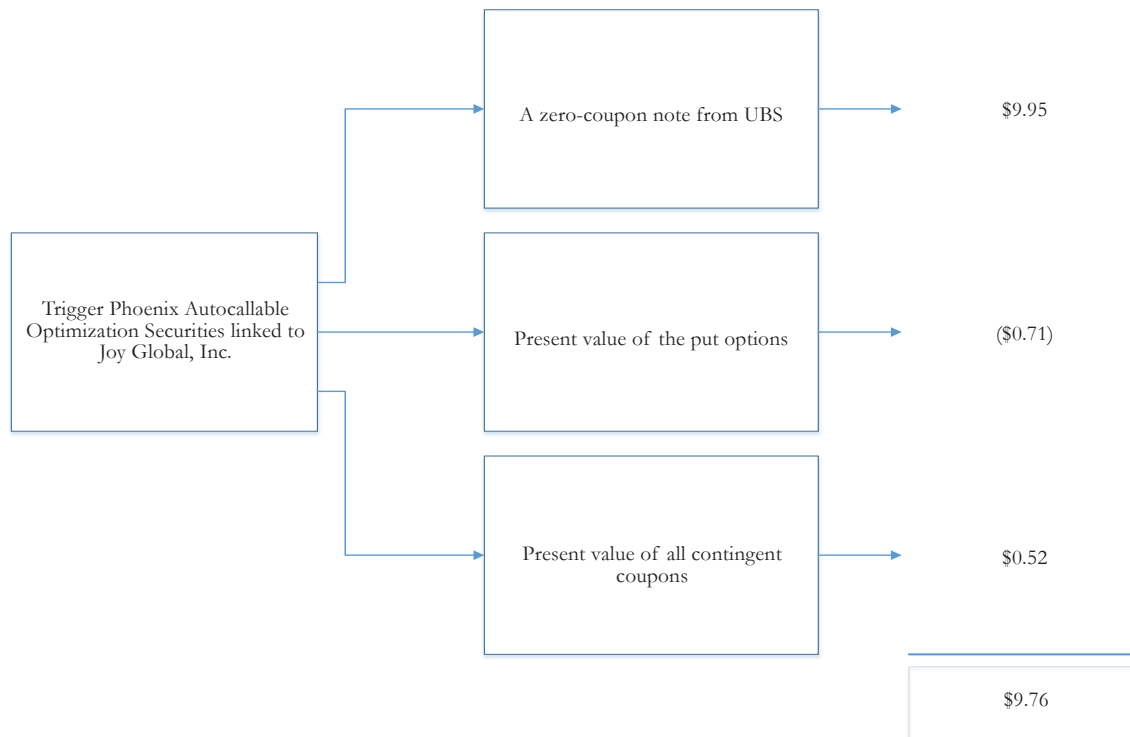 A zero-coupon note from UBS
$9.95
Trigger Phoenix Autocallable
Optimization Securities linked to
Joy Global, Inc.
Present value of the put options
($0.71)
Present value of all contingent
coupons
$0.52
$9.76